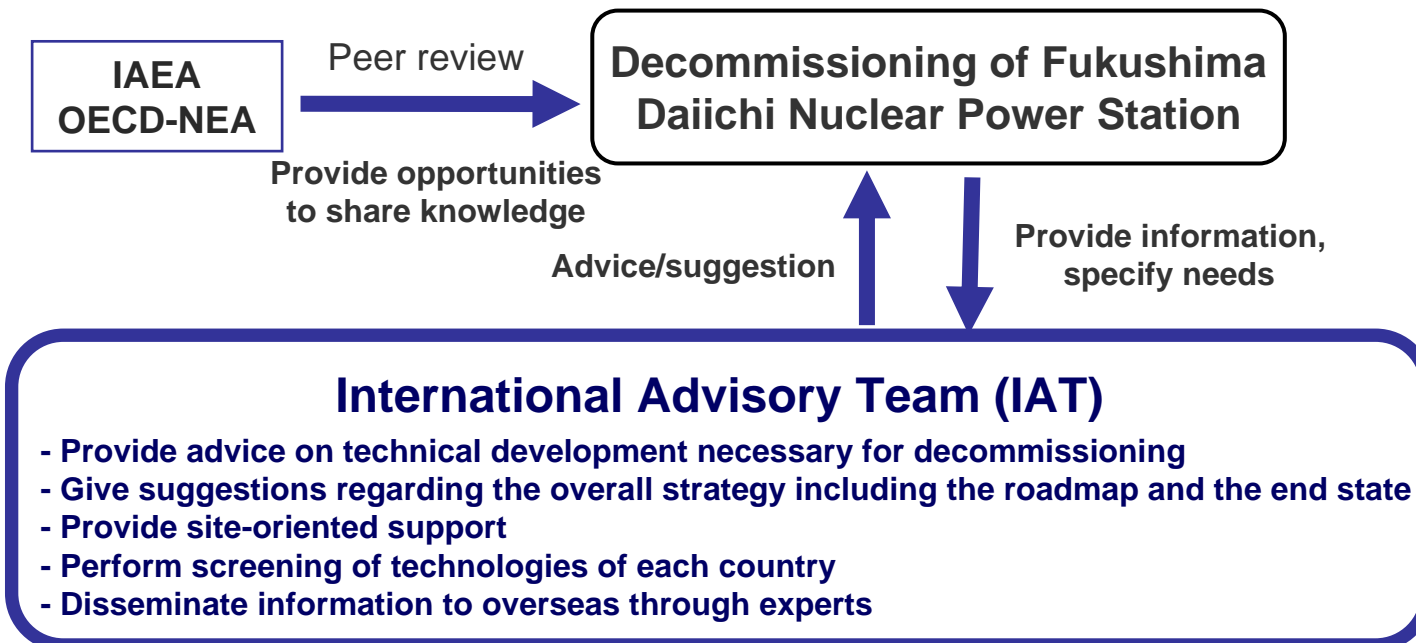 IAEA
OECD-NEA
Peer review
Provide opportunities
to share knowledge
Decommissioning of Fukushima
Daiichi Nuclear Power Station
Advice/suggestion
Provide information,
specify needs
International Advisory Team (IAT)
- Provide advice on technical development necessary for decommissioning
- Give suggestions regarding the overall strategy including the roadmap and the end state
- Provide site-oriented support
- Perform screening of technologies of each country
- Disseminate information to overseas through experts